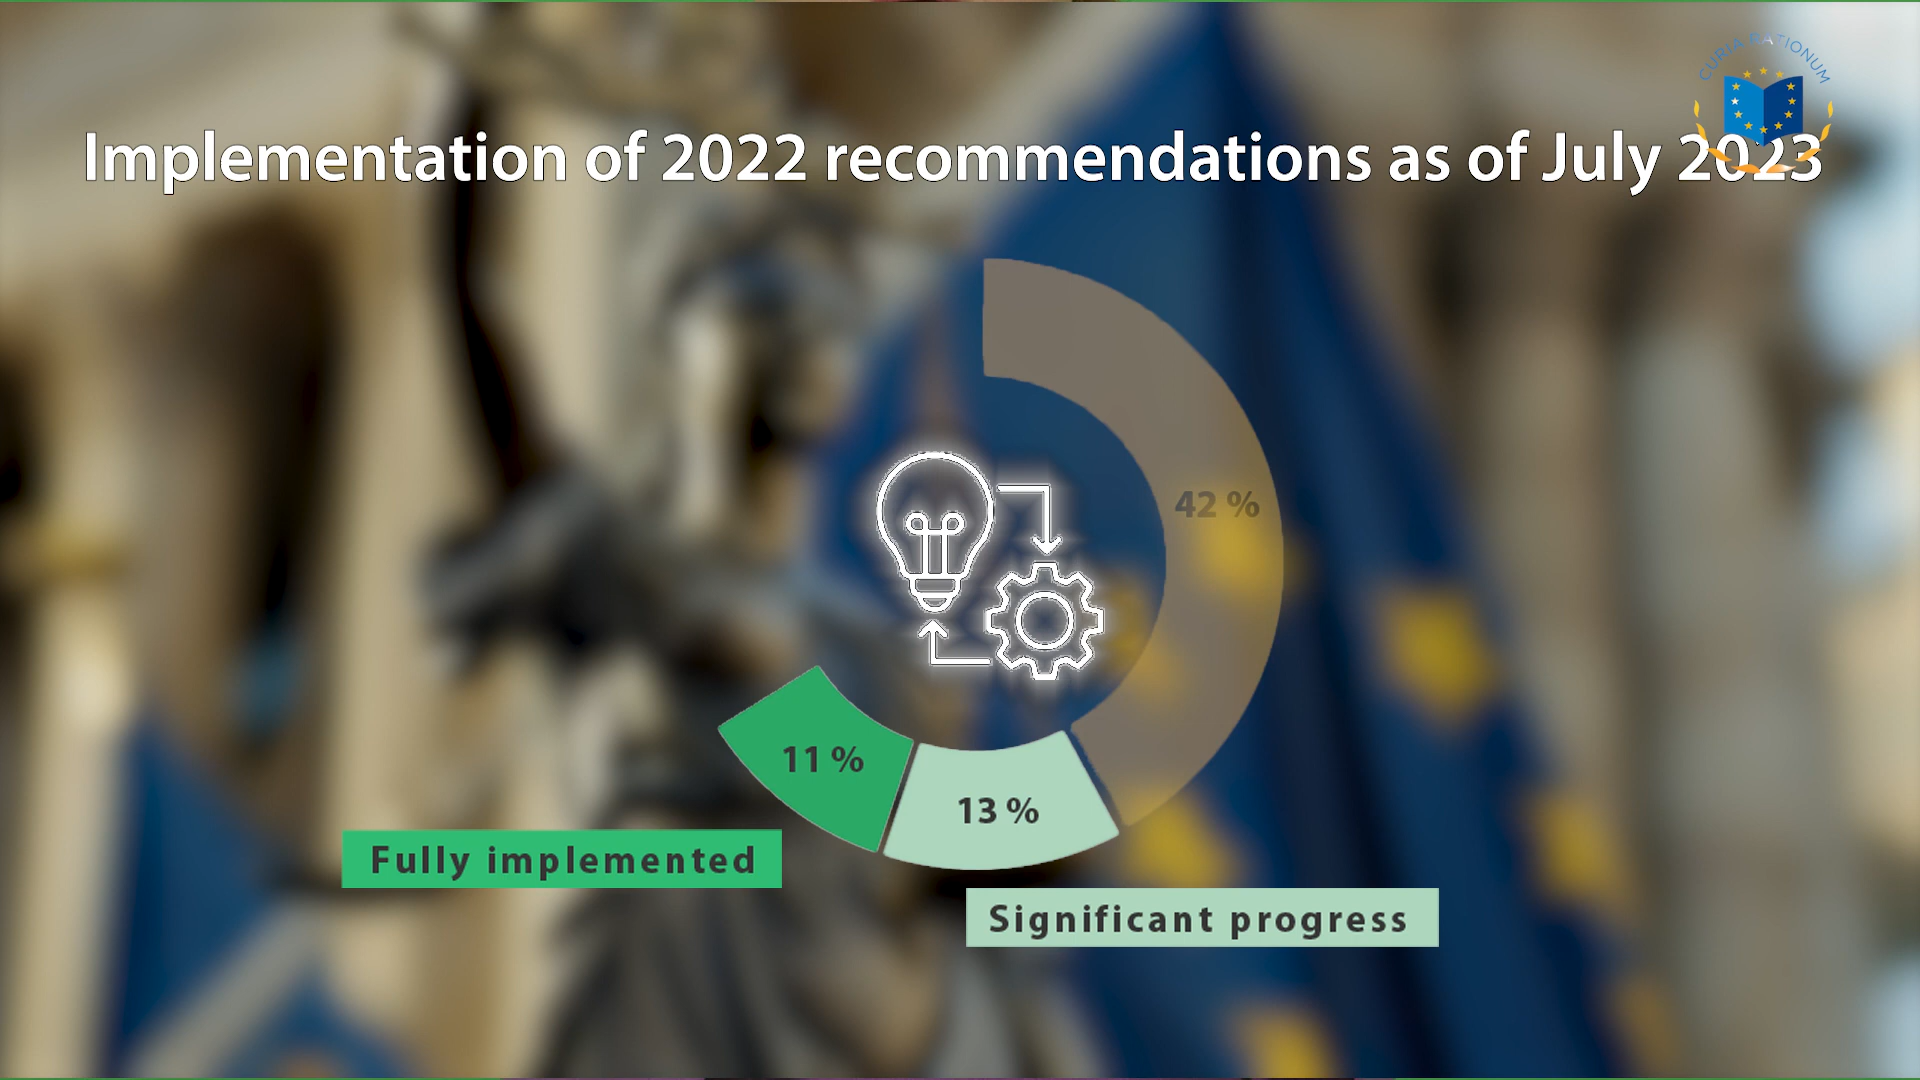 CURIA RATIONUM
Implementation of 2022 recommendations as of July 2023
42 %
11 %
13 %
Fully implemented
Significant progress